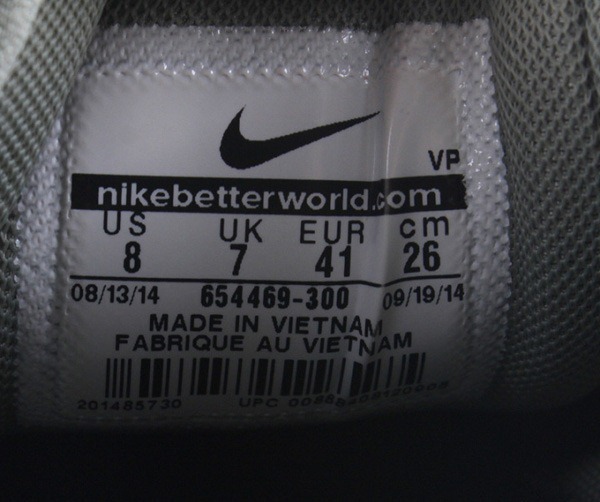 VP
nikebetterworld.com
US UK EUR cm
8 7 41 26
08/13/14 654469-300 09/19/14
MADE IN VIETNAM
FABRIQUE AU VIETNAM
201485730 UPC